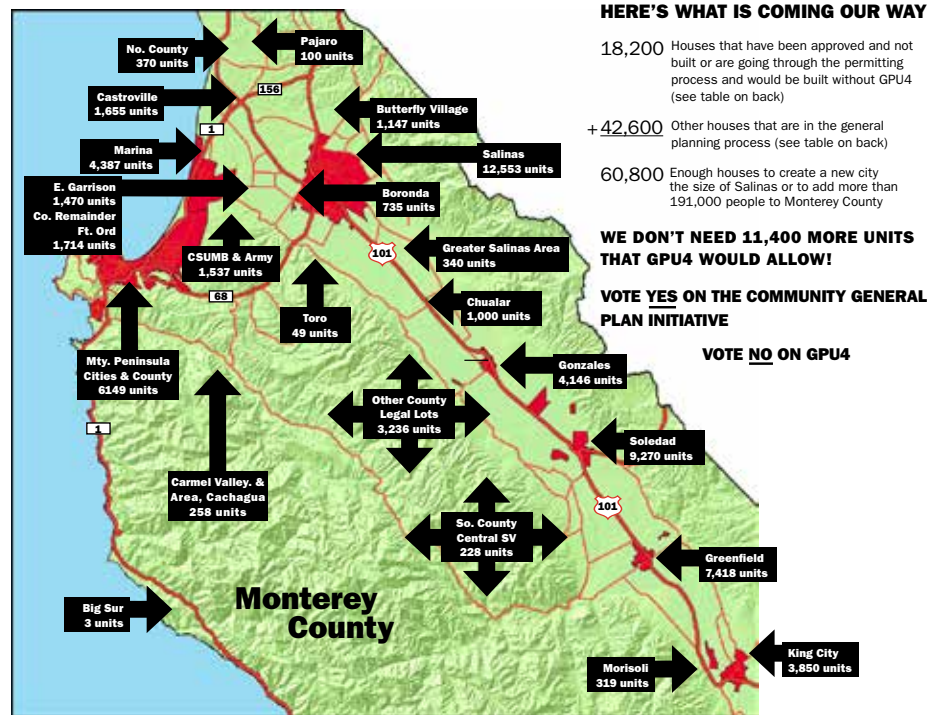 HERE'S WHAT IS COMING OUR WAY
18,200 Houses that have been approved and not
built or are going through the permitting
process and would be built without GPU4
(see table on back)
+42,600 Other houses that are in the general
planning process (see table on back)
60,800 Enough houses to create a new city
the size of Salinas or to add more than
191,000 people to Monterey County
WE DON'T NEED 11,400 MORE UNITS
THAT GPU4 WOULD ALLOW!
VOTE YES ON THE COMMUNITY GENERAL
PLAN INITIATIVE
VOTE NO ON GPU4
No. County
370 units
Pajaro
100 units
Castroville
1,655 units
156
Butterfly Village
1,147 units
1
Marina
4,387 units
Salinas
12,553 units
E. Garrison
1,470 units
Co. Remainder
Ft. Ord
1,714 units
Boronda
735 units
CSUMB & Army
1,537 units
101
Greater Salinas Area
340 units
68
Toro
49 units
Chualar
1,000 units
Mty. Peninsula
Cities & County
6149 units
Gonzales
4,146 units
Other County
Legal Lots
3,236 units
1
Soledad
9,270 units
Carmel Valley. &
Area, Cachagua
258 units
101
So. County
Central SV
228 units
Greenfield
7,418 units
Monterey
County
Big Sur
3 units
Morisoli
319 units
King City
3,850 units